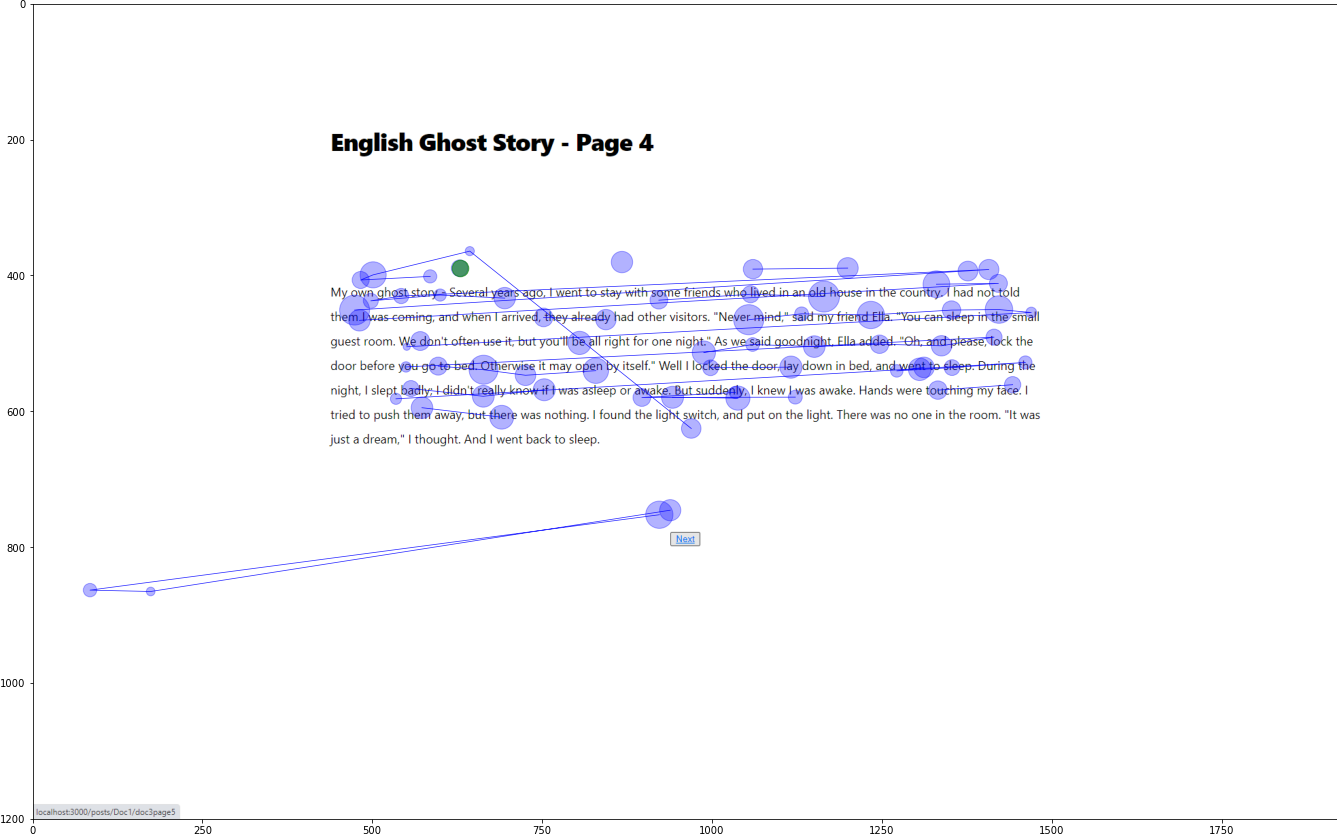 0
200
English Ghost Story - Page 4
400
My own ghost story. Several years ago, I went to stay with some friends who lived in an old house in the country. I had not told
them I was coming, and when I arrived, they already had other visitors. "Never mind," said my friend Ella. "You can sleep in the small
guest room. We don't often use it, but you'll be all right for one night." As we said goodnight, Ella added. "Oh, and please, lock the
door before you go to bed. Otherwise it may open by itself." Well I locked the door, lay down in bed, and went to sleep. During the
night, I slept badly; I didn't really know if I was asleep or awake. But suddenly, I knew I was awake. Hands were touching my face. I
600
tried to push them away, but there was nothing. I found the light switch, and put on the light. There was no one in the room. "It was
just a dream," I thought. And I went back to sleep.
Next
800
1000
localhost:3000/posts/Doc1/doc3page5
1200
0 250 500 750 1000 1250 1500 1750